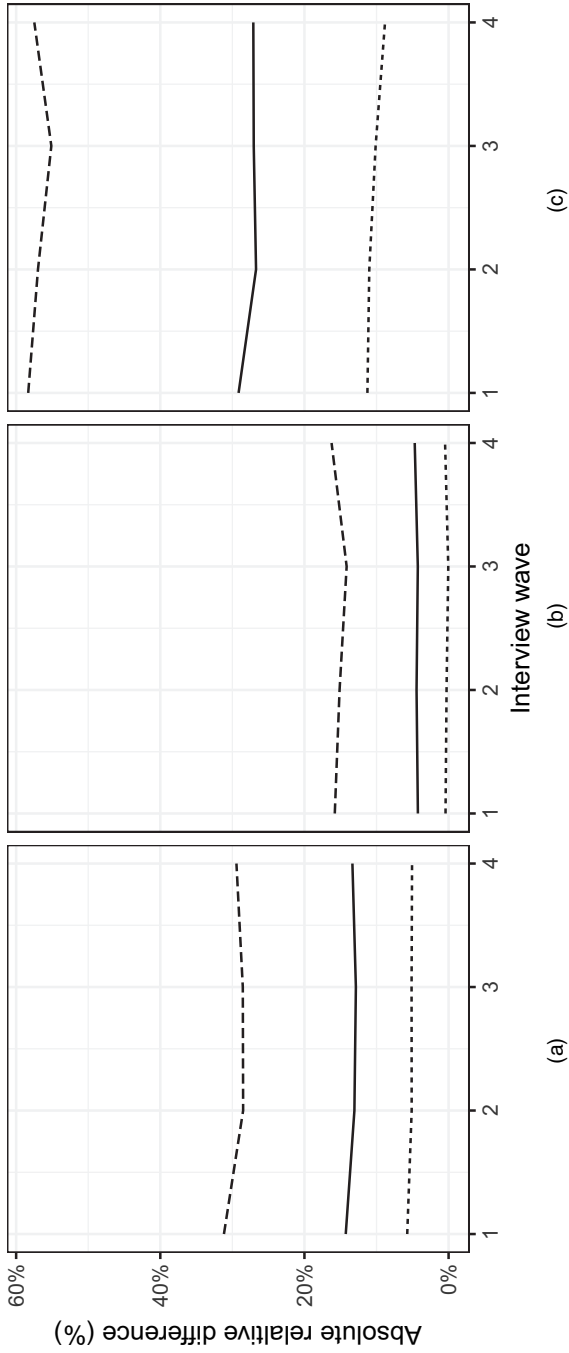 Absolute relaltive difference (%)
60%
40%
20%
0%
1 2 3 4 1 2 3 4 1 2 3 4
Interview wave
(a) (b) (c)